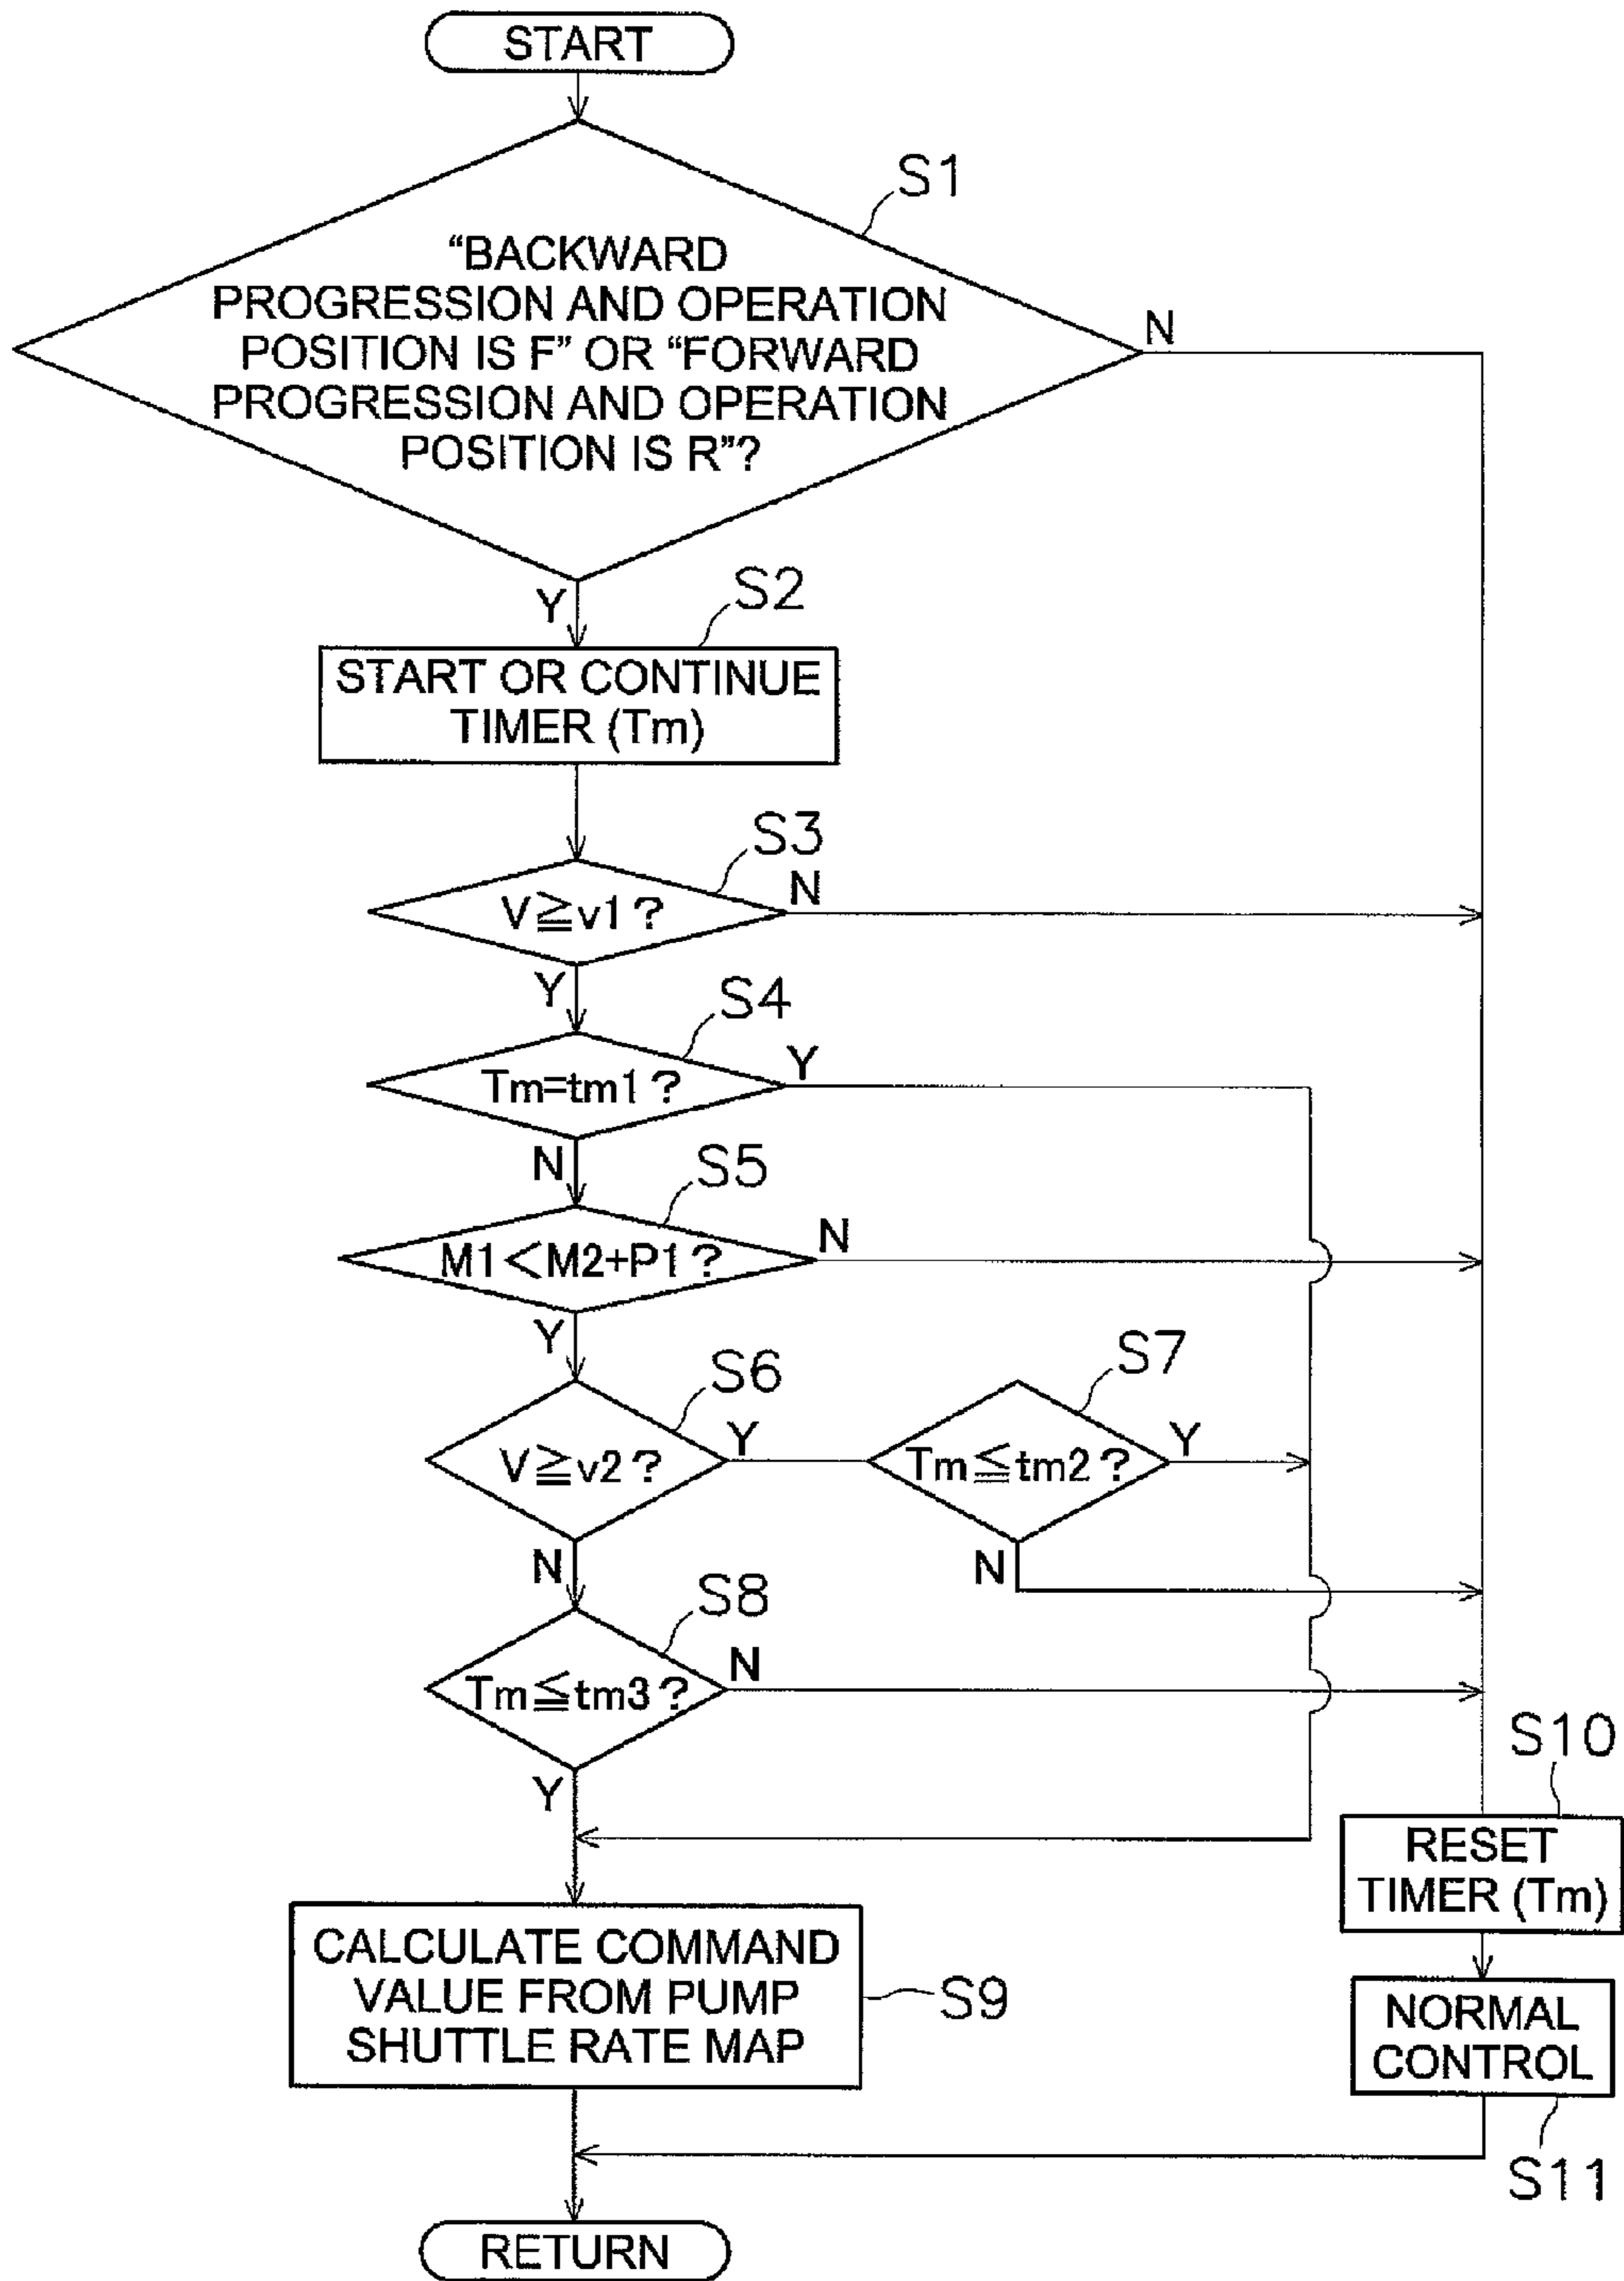 START
S1
“BACKWARD
PROGRESSION AND OPERATION
POSITION IS F” OR “FORWARD
PROGRESSION AND OPERATION
POSITION IS R”?
N
Y
S2
START OR CONTINUE
TIMER (Tm)
S3
V≧v1?
N
Y
S4
Tm=tm1?
Y
N
S5
M1<M2+P1?
N
Y
S6
V≧v2?
Y
S7
Tm≦tm2?
Y
N
N
S8
Tm≦tm3?
N
Y
S10
RESET
TIMER (Tm)
CALCULATE COMMAND
VALUE FROM PUMP
SHUTTLE RATE MAP
S9
NORMAL
CONTROL
S11
RETURN